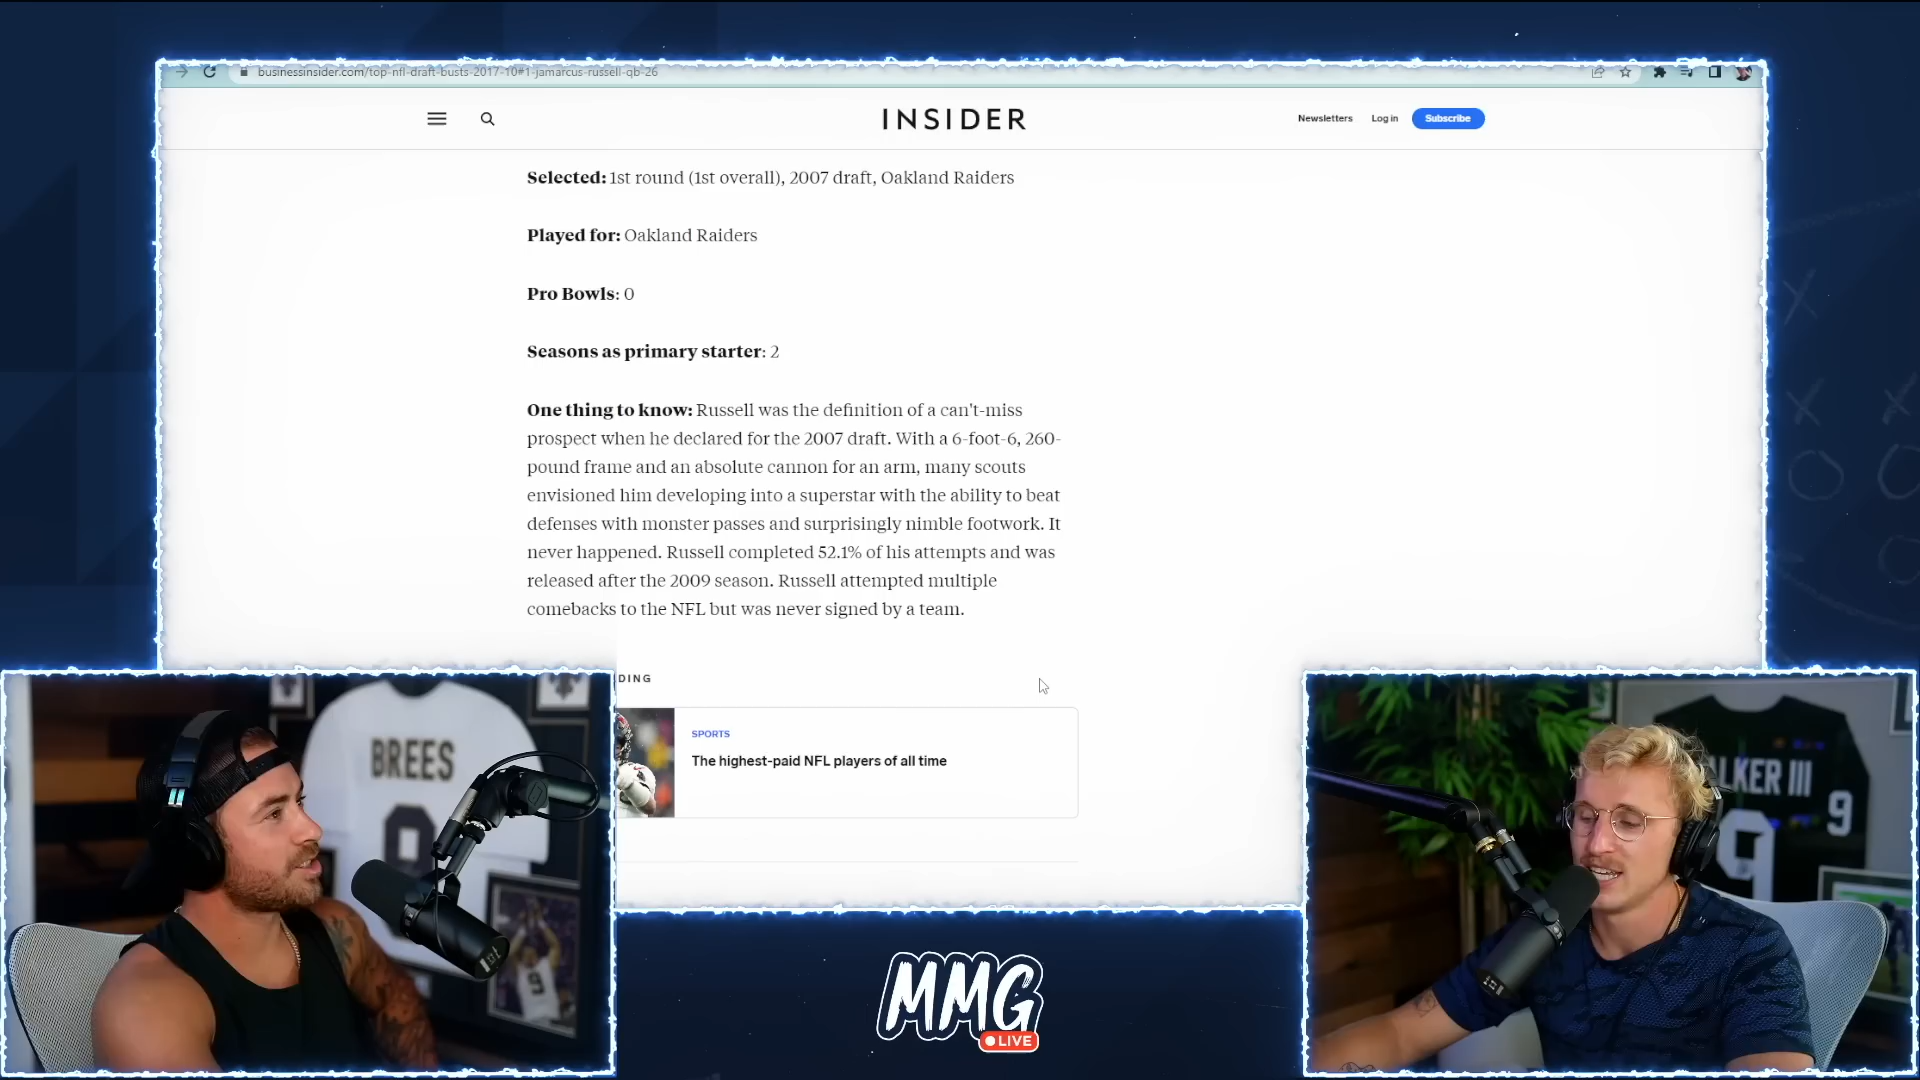 businessinsider.com/top-nfl-draft-busts-2017-10#1-jamarcus-russell-qb-26
INSIDER
Newsletters
Log in
Subscribe
Selected: 1st round (1st overall), 2007 draft, Oakland Raiders
Played for: Oakland Raiders
Pro Bowls: 0
Seasons as primary starter: 2
One thing to know: Russell was the definition of a can't-miss
prospect when he declared for the 2007 draft. With a 6-foot-6, 260-
pound frame and an absolute cannon for an arm, many scouts
envisioned him developing into a superstar with the ability to beat
defenses with monster passes and surprisingly nimble footwork. It
never happened. Russell completed 52.1% of his attempts and was
released after the 2009 season. Russell attempted multiple
comebacks to the NFL but was never signed by a team.
DING
SPORTS
The highest-paid NFL players of all time
BREES
9
9
ALKER III
9
9
MMG
LIVE